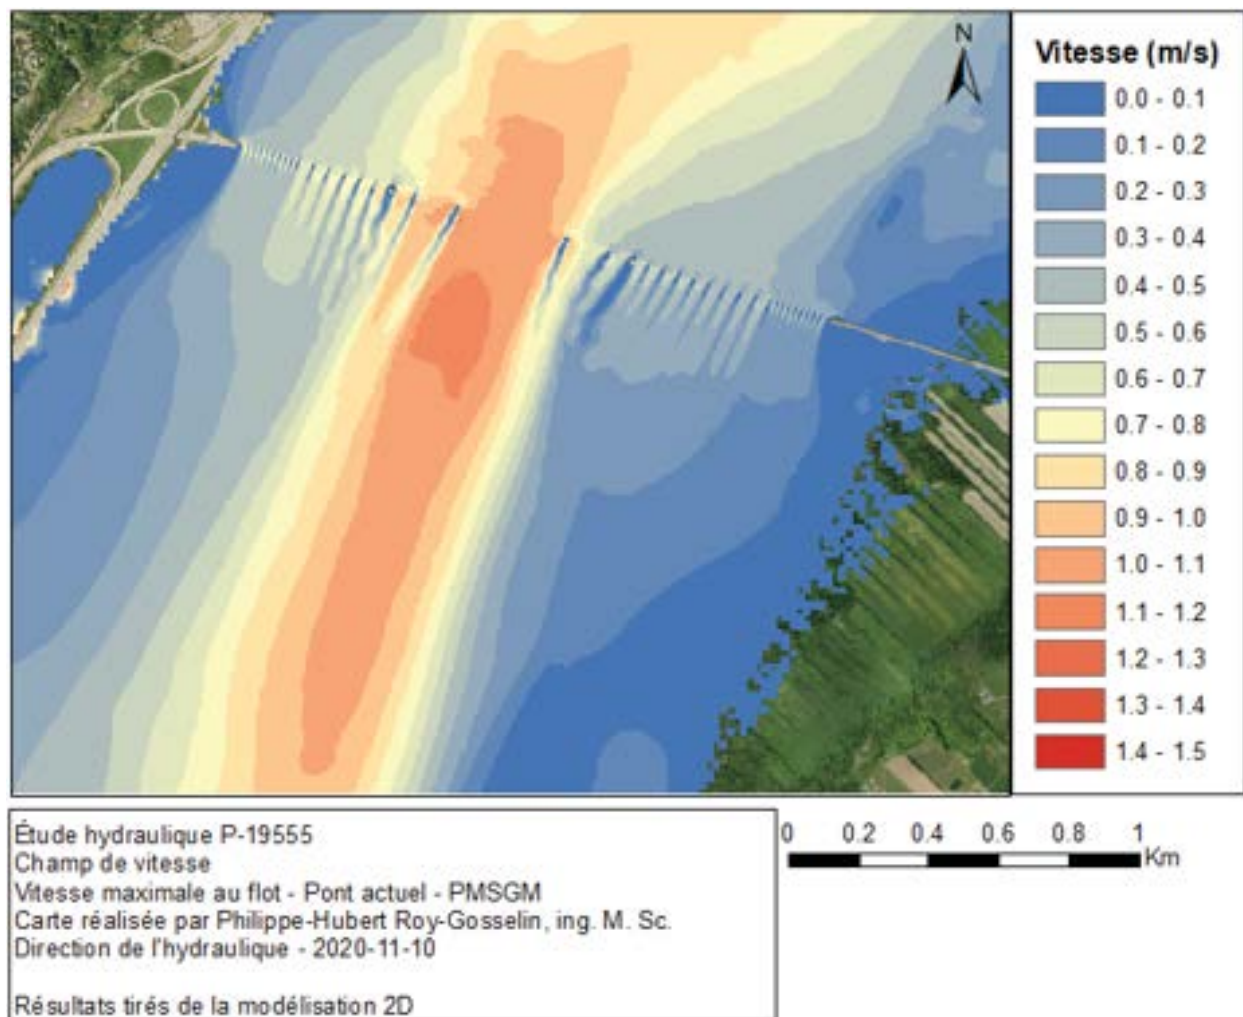 N
Vitesse (m/s)
0.0 - 0.1
0.1 - 0.2
0.2 - 0.3
0.3 - 0.4
0.4 - 0.5
0.5 - 0.6
0.6 - 0.7
0.7 - 0.8
0.8 - 0.9
0.9 - 1.0
1.0 - 1.1
1.1 - 1.2
1.2 - 1.3
1.3 - 1.4
1.4 - 1.5
Étude hydraulique P-19555
Champ de vitesse
Vitesse maximale au flot - Pont actuel - PMSGM
Carte réalisée par Philippe-Hubert Roy-Gosselin, ing. M. Sc.
Direction de l'hydraulique - 2020-11-10
Résultats tirés de la modélisation 2D
0 0.2 0.4 0.6 0.8 1
Km